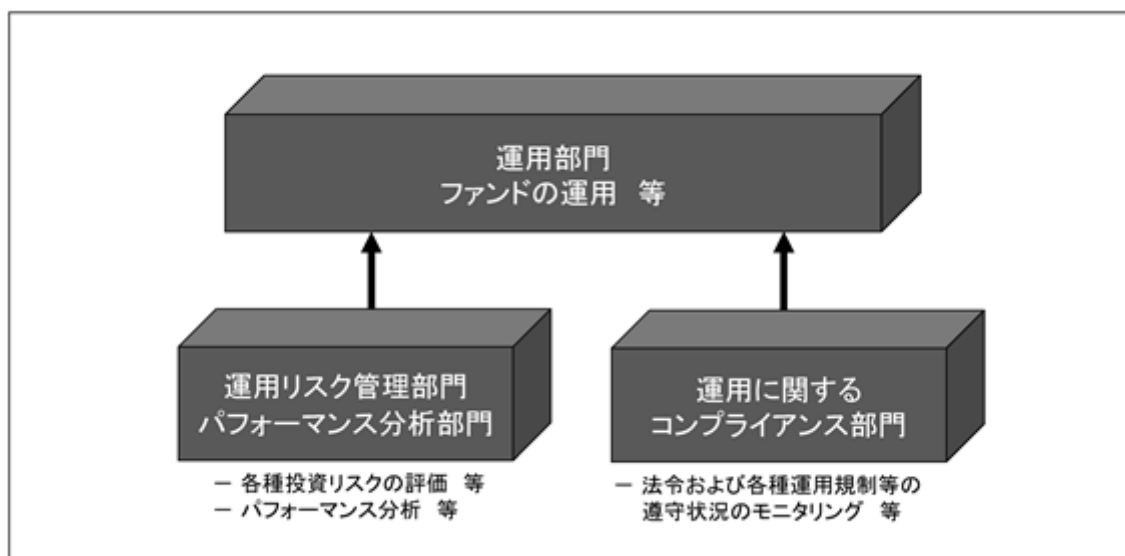 運用部門
ファンドの運用 等
運用リスク管理部門
パフォーマンス分析部門
― 各種投資リスクの評価 等
― パフォーマンス分析 等
運用に関する
コンプライアンス部門
― 法令および各種運用規制等の
遵守状況のモニタリング 等